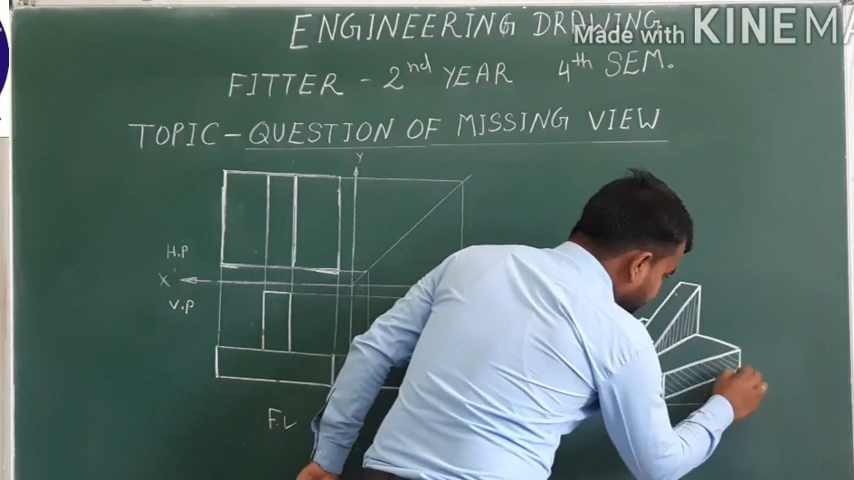 ENGINEERING DRAWING
Made with KINEMA
FITTER - 2nd YEAR 4th SEM.
TOPIC - QUESTION OF MISSING VIEW
Y
H.P
X
V.P
F.V